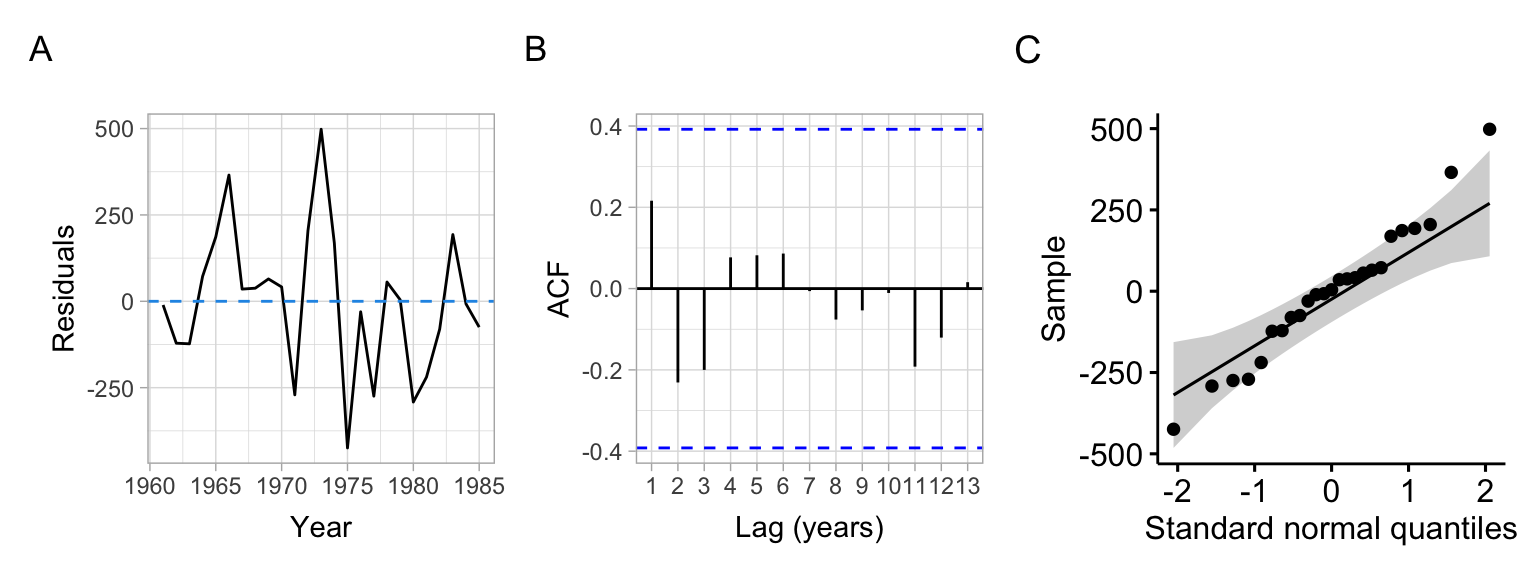 A
B
C
500
250
0
-250
Residuals
1960 1965 1970 1975 1980 1985
Year
0.4
0.2
0.0
-0.2
-0.4
ACF
1 2 3 4 5 6 7 8 9 10 11 12 13
Lag (years)
500
250
0
-250
-500
Sample
-2 -1 0 1 2
Standard normal quantiles